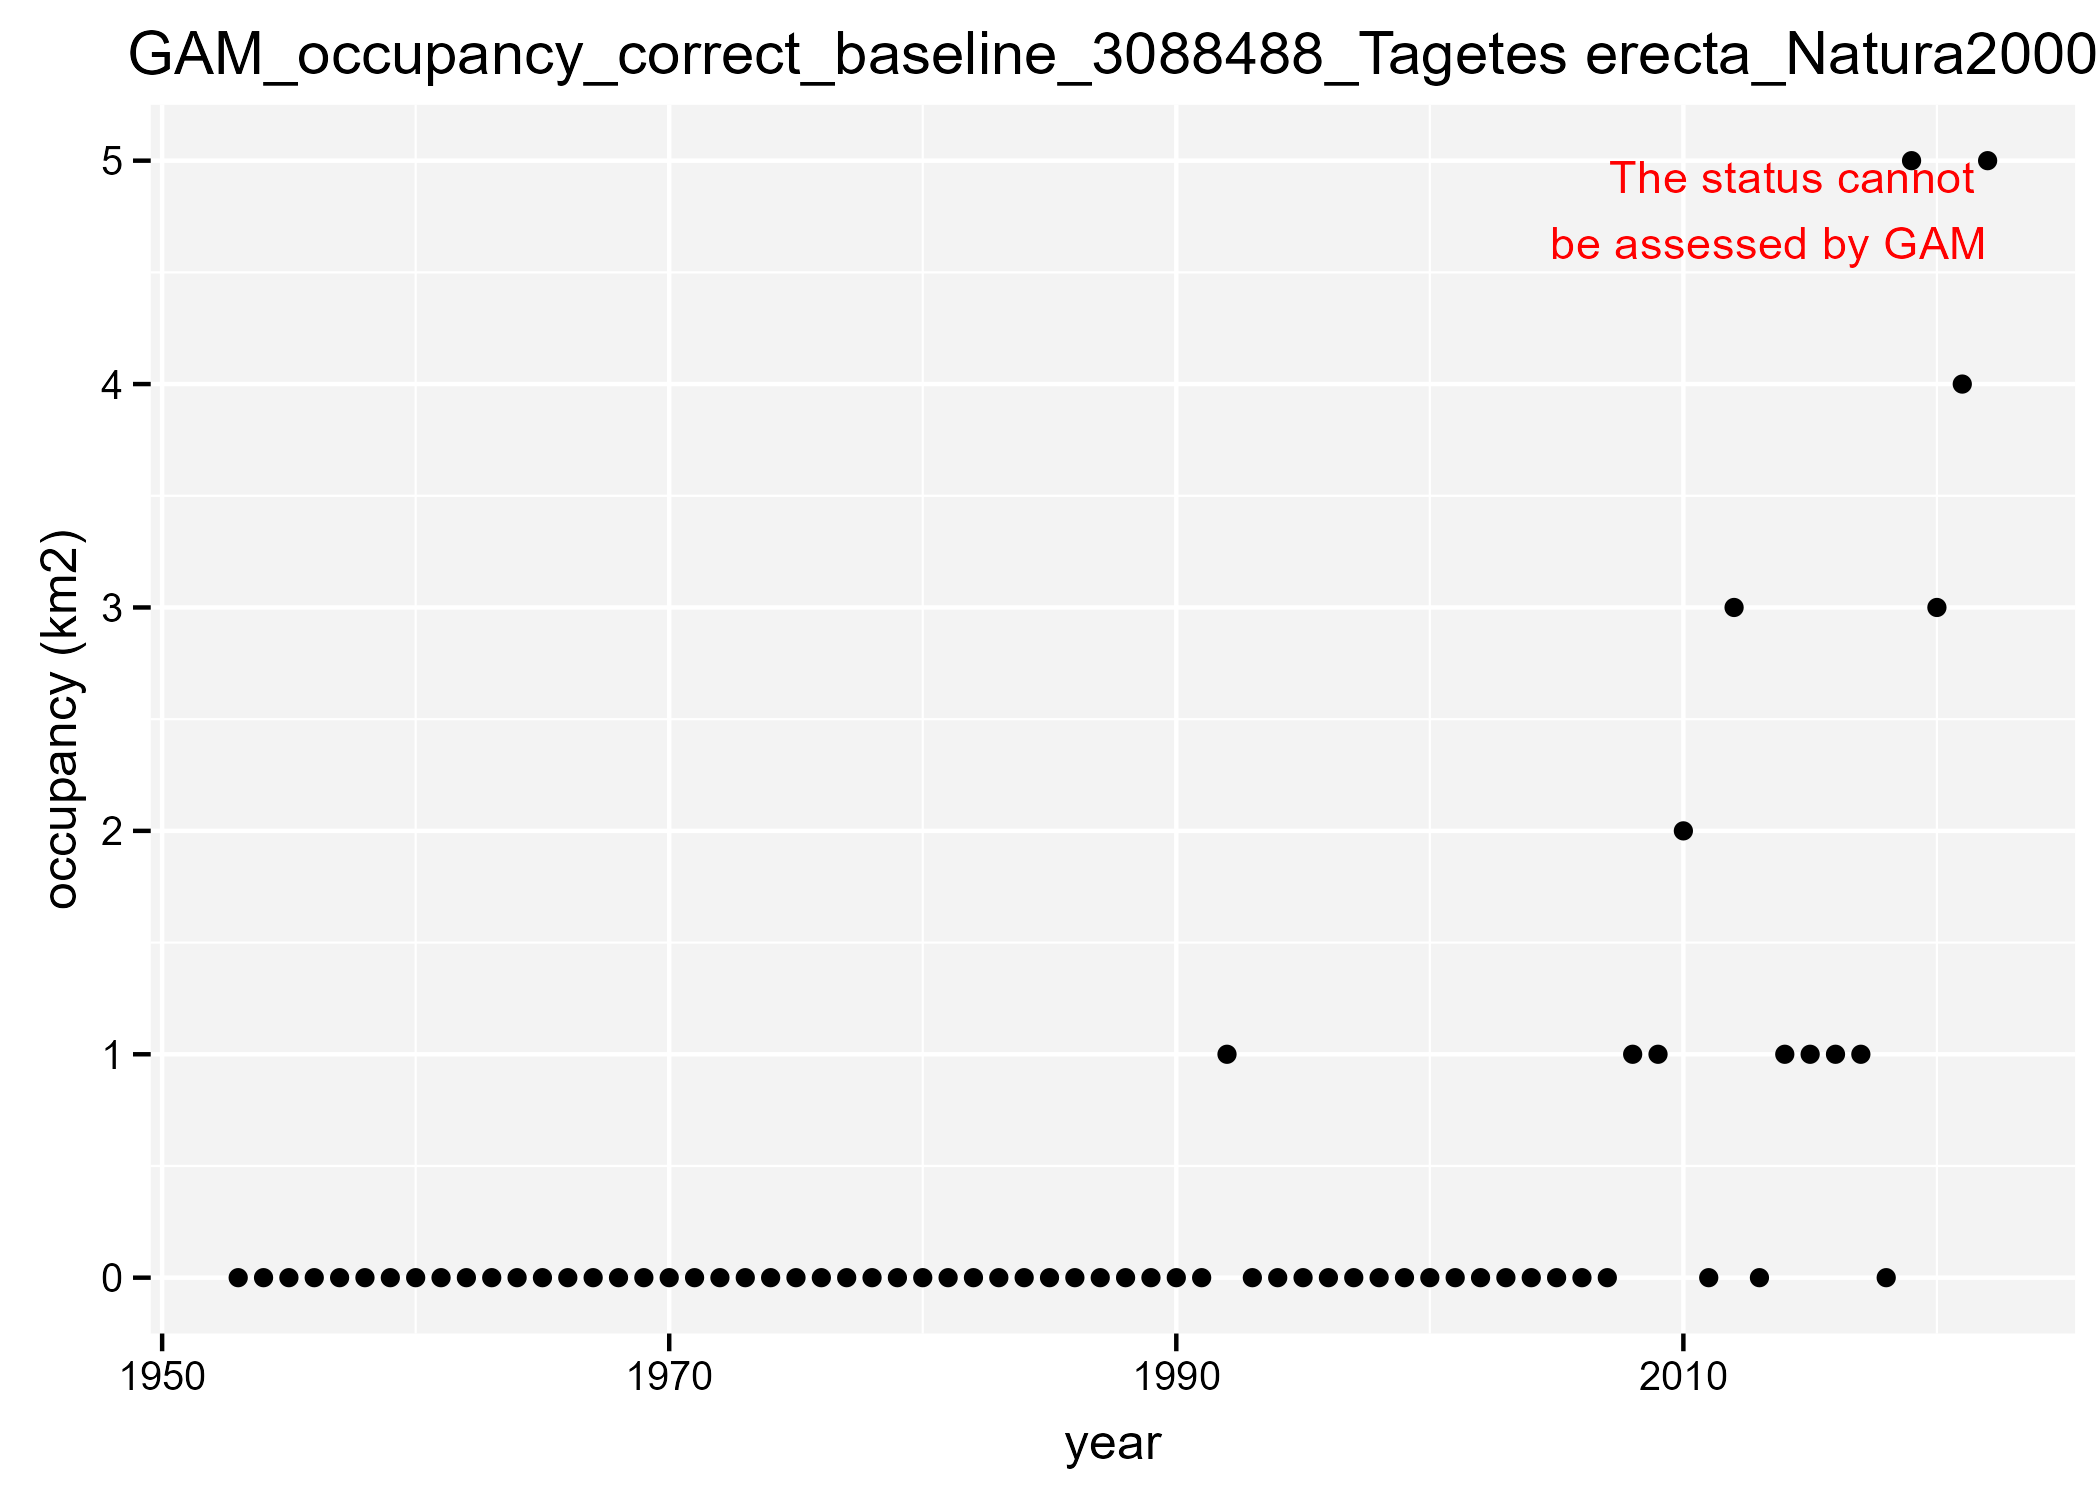 GAM_occupancy_correct_baseline_3088488_Tagetes erecta_Natura2000
The status cannot
be assessed by GAM
occupancy (km2)
5
4
3
2
1
0
1950
1970
1990
2010
year